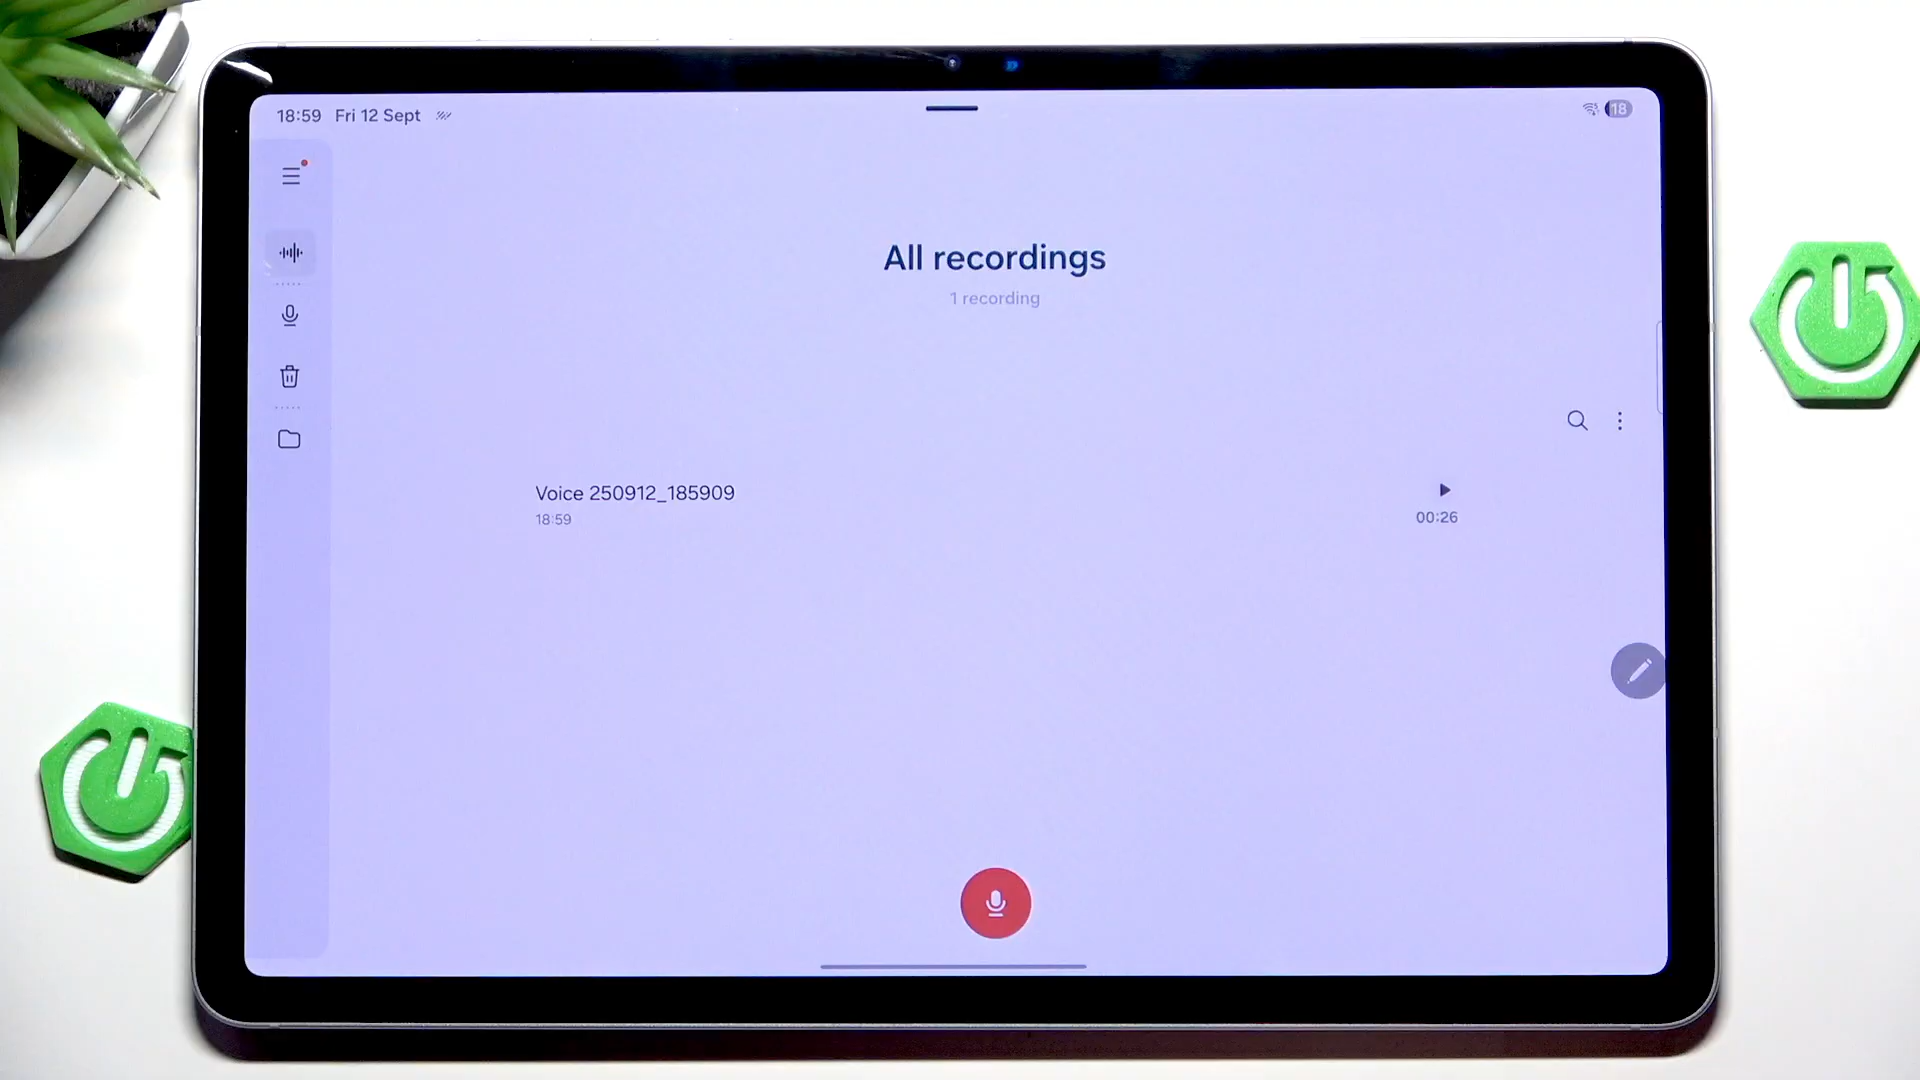 18:59 Fri 12 Sept
18
All recordings
1 recording
Voice 250912_185909
18:59
00:26